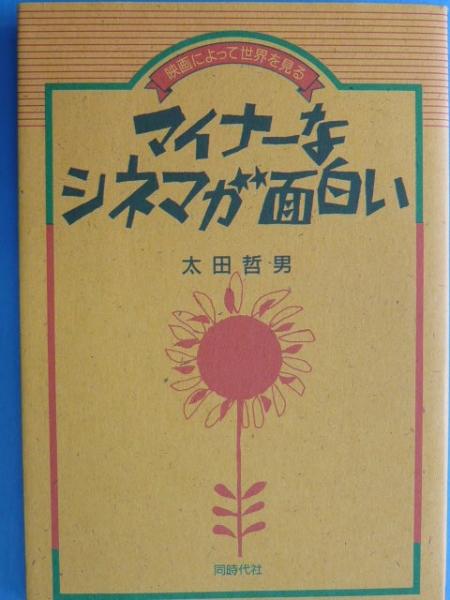 映画によって世界を見る
マイナーな
シネマが面白い
太田哲男
同時代社